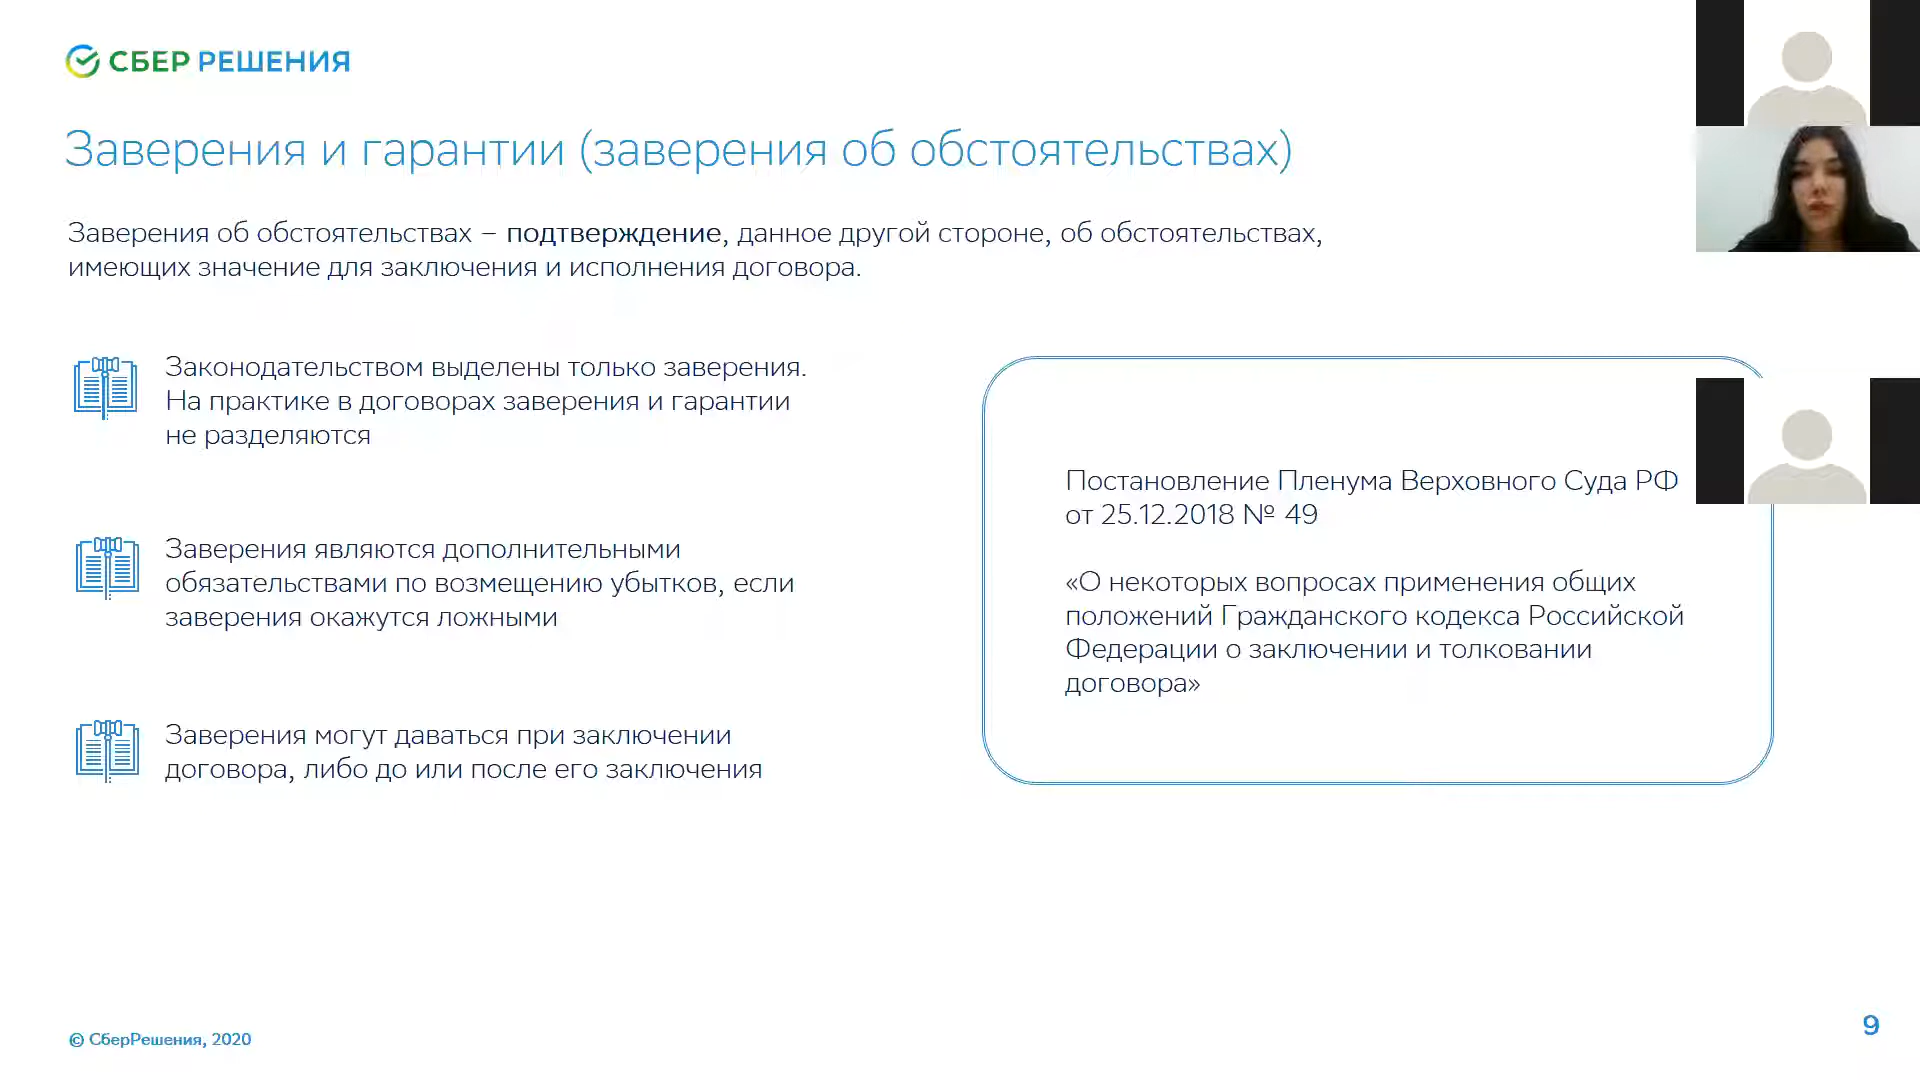 СБЕР РЕШЕНИЯ
Заверения и гарантии (заверения об обстоятельствах)
Заверения об обстоятельствах – подтверждение, данное другой стороне, об обстоятельствах,
имеющих значение для заключения и исполнения договора.
Законодательством выделены только заверения.
На практике в договорах заверения и гарантии
не разделяются
Заверения являются дополнительными
обязательствами по возмещению убытков, если
заверения окажутся ложными
Заверения могут даваться при заключении
договора, либо до или после его заключения
Постановление Пленума Верховного Суда РФ
от 25.12.2018 № 49
«О некоторых вопросах применения общих
положений Гражданского кодекса Российской
Федерации о заключении и толковании
договора»
© СберРешения, 2020
9